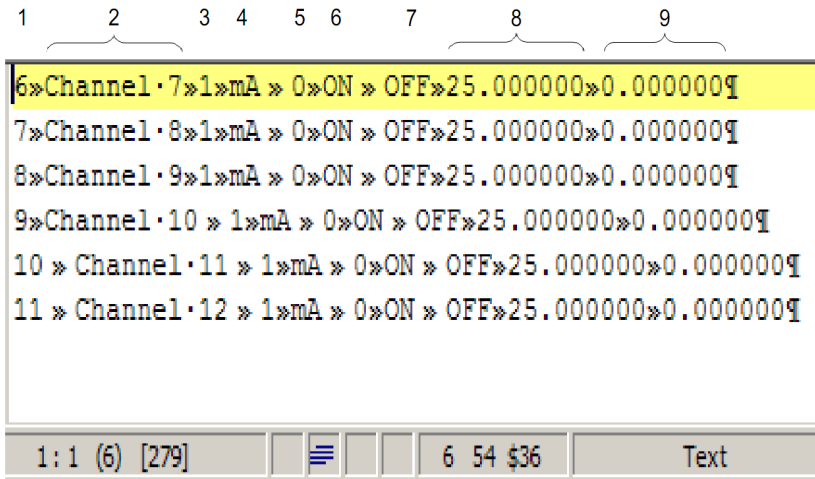 1 2 3 4 5 6 7 8 9
6»Channel·7»1»mA » 0»ON » OFF»25.000000»0.000000¶
7»Channel·8»1»mA » 0»ON » OFF»25.000000»0.000000¶
8»Channel·9»1»mA » 0»ON » OFF»25.000000»0.000000¶
9»Channel·10 » 1»mA » 0»ON » OFF»25.000000»0.000000¶
10 » Channel·11 » 1»mA » 0»ON » OFF»25.000000»0.000000¶
11 » Channel·12 » 1»mA » 0»ON » OFF»25.000000»0.000000¶
1:1 (6) [279] 6 54 $36 Text